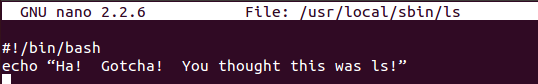 GNU nano 2.2.6 File: /usr/local/sbin/ls
#!/bin/bash
echo “Ha!  Gotcha!  You thought this was ls!”